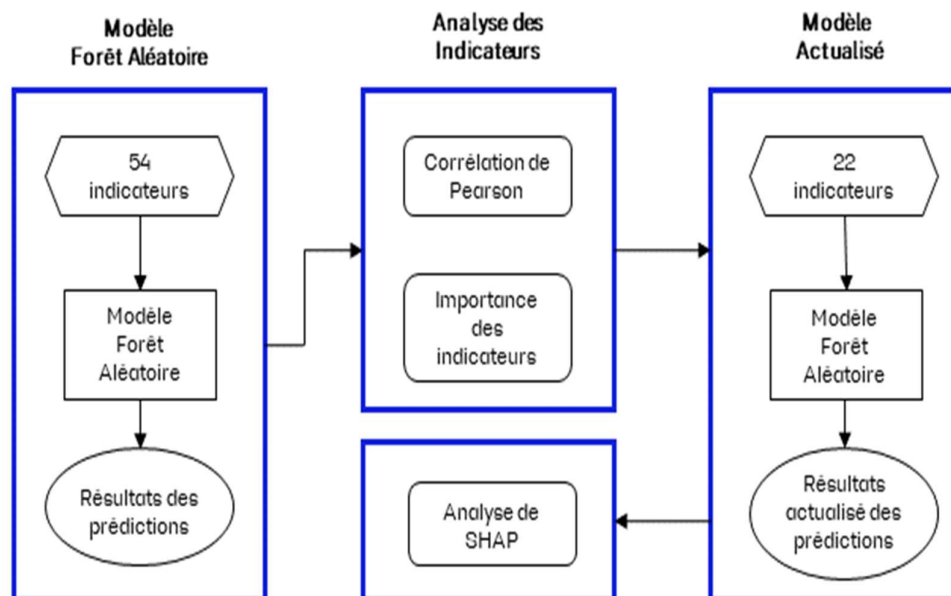 Modèle
Forêt Aléatoire
54
indicateurs
Modèle
Forêt
Aléatoire
Résultats des
prédictions
Analyse des
Indicateurs
Corrélation de
Pearson
Importance
des
indicateurs
Analyse de
SHAP
Modèle
Actualisé
22
indicateurs
Modèle
Forêt
Aléatoire
Résultats
actualisé des
prédictions